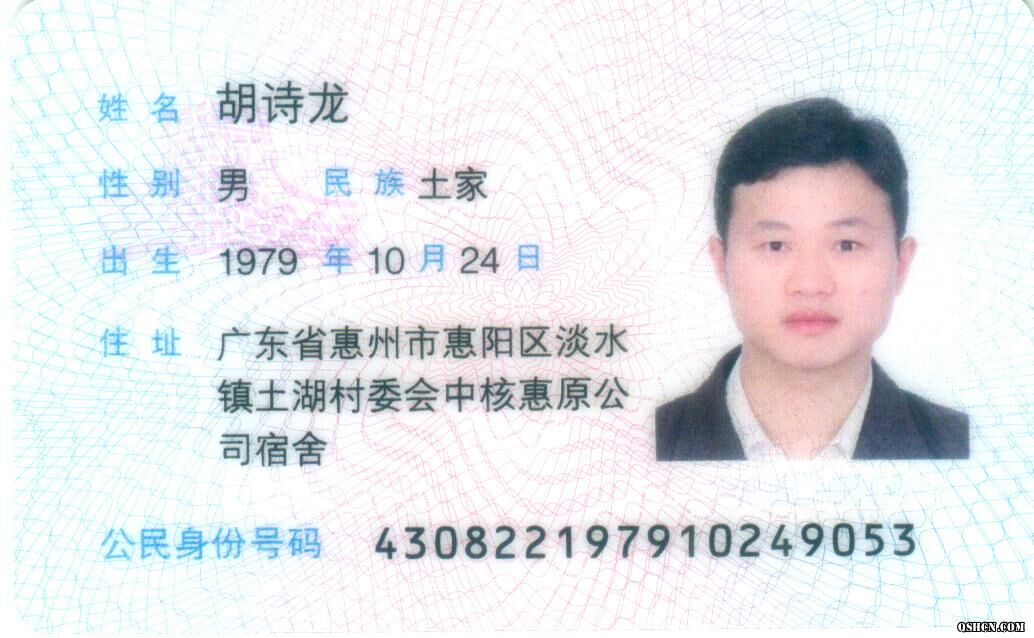 姓名 胡诗龙
性别 男 民族 土家
出生 1979 年 10 月 24 日
住址 广东省惠州市惠阳区淡水
镇土湖村委会中核惠原公
司宿舍
公民身份号码 430822197910249053
OSHCN.COM